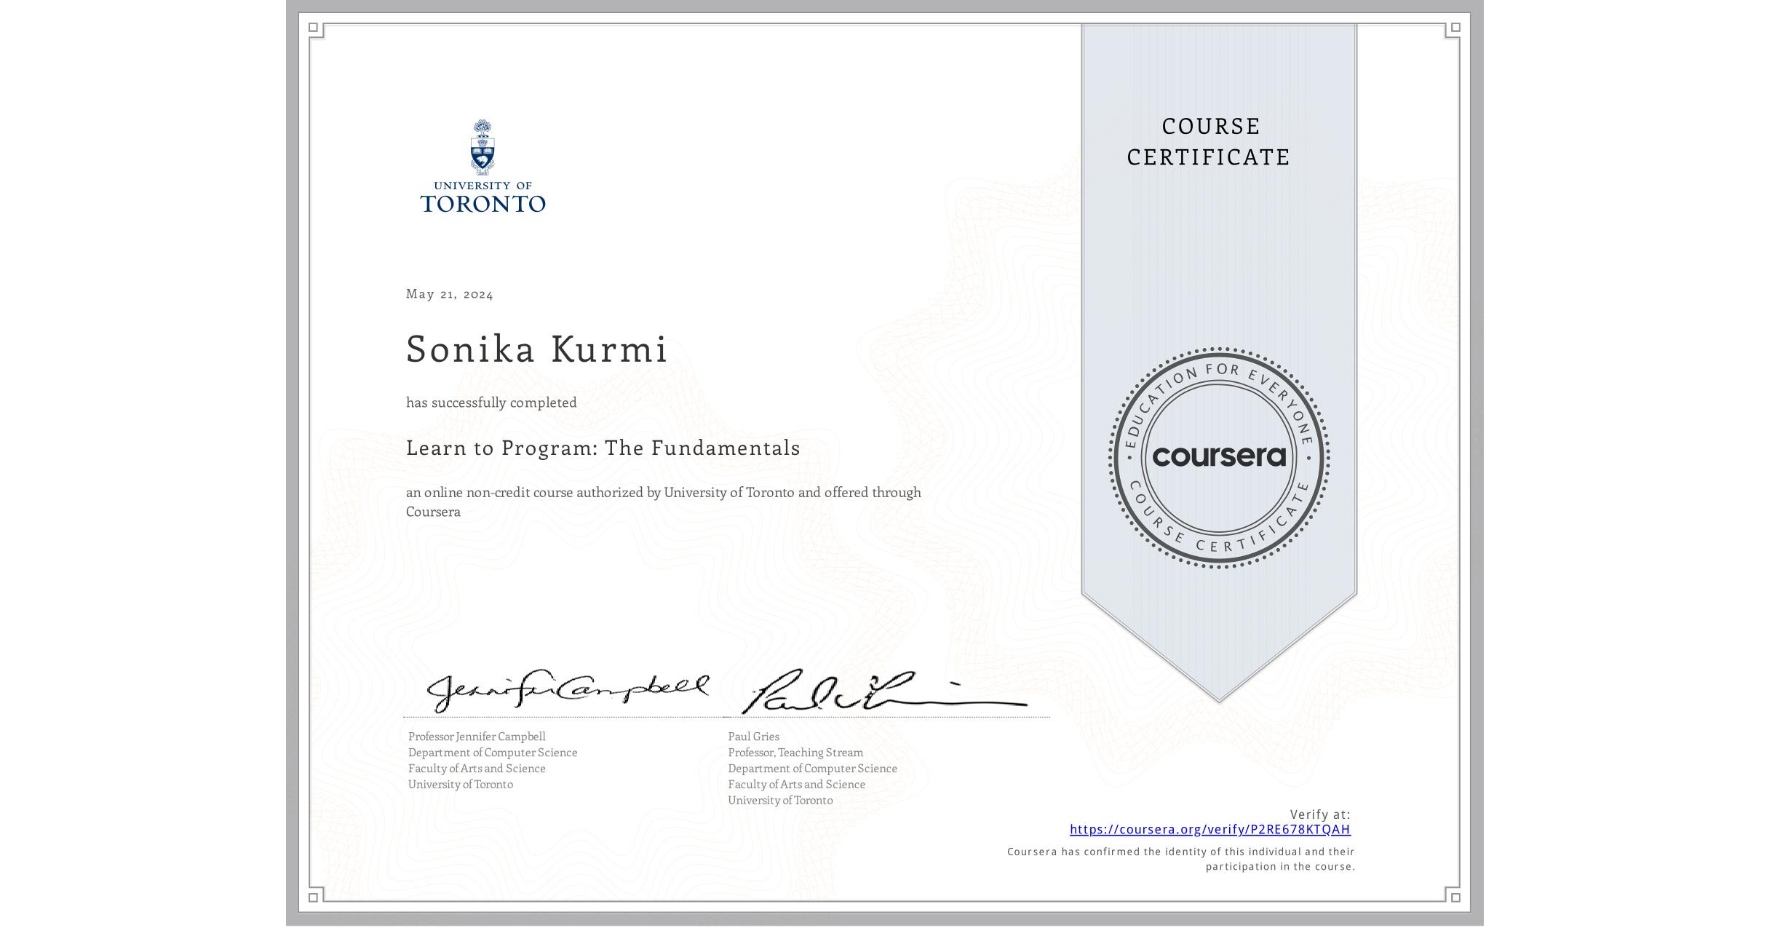 UNIVERSITY OF
TORONTO
COURSE
CERTIFICATE
May 21, 2024
Sonika Kurmi
has successfully completed
Learn to Program: The Fundamentals
an online non-credit course authorized by University of Toronto and offered through
Coursera
EDUCATION FOR EVERYONE
coursera
COURSE CERTIFICATE
Jennifer Campbell
Professor Jennifer Campbell
Department of Computer Science
Faculty of Arts and Science
University of Toronto
Paul Gries
Professor, Teaching Stream
Department of Computer Science
Faculty of Arts and Science
University of Toronto
Verify at:
https://coursera.org/verify/P2RE678KTQAH
Coursera has confirmed the identity of this individual and their
participation in the course.